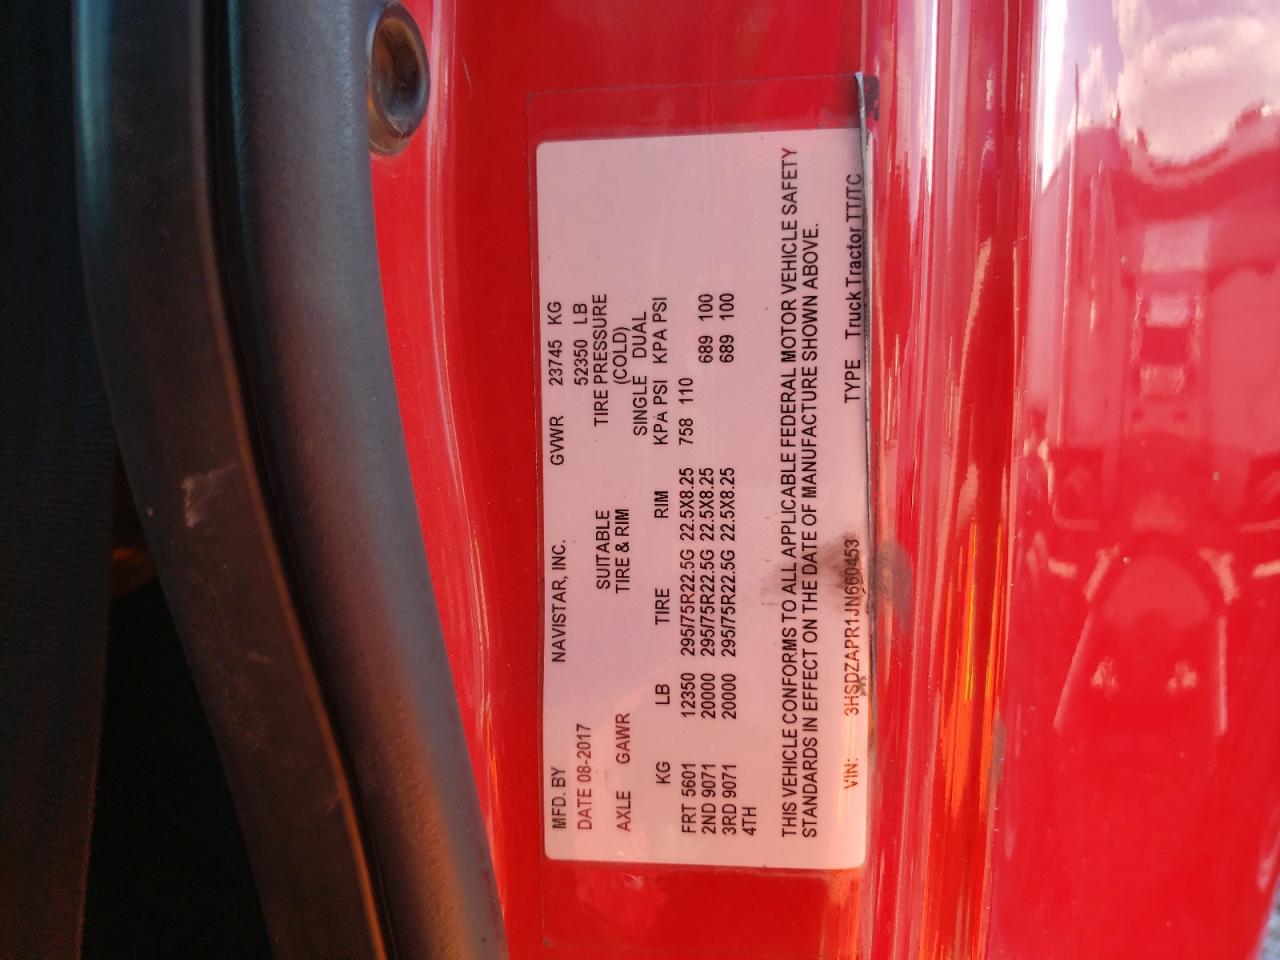 MFD. BY NAVISTAR, INC. GVWR 23745 KG
DATE 08-2017 52350 LB
AXLE GAWR SUITABLE TIRE & RIM TIRE PRESSURE (COLD)
SINGLE DUAL
KG LB TIRE RIM KPA PSI KPA PSI
FRT 5601 12350 295/75R22.5G 22.5X8.25 758 110
2ND 9071 20000 295/75R22.5G 22.5X8.25 689 100
3RD 9071 20000 295/75R22.5G 22.5X8.25 689 100
4TH
THIS VEHICLE CONFORMS TO ALL APPLICABLE FEDERAL MOTOR VEHICLE SAFETY
STANDARDS IN EFFECT ON THE DATE OF MANUFACTURE SHOWN ABOVE.
VIN: 3HSDZAPR1JN660453 TYPE Truck Tractor TT/TC